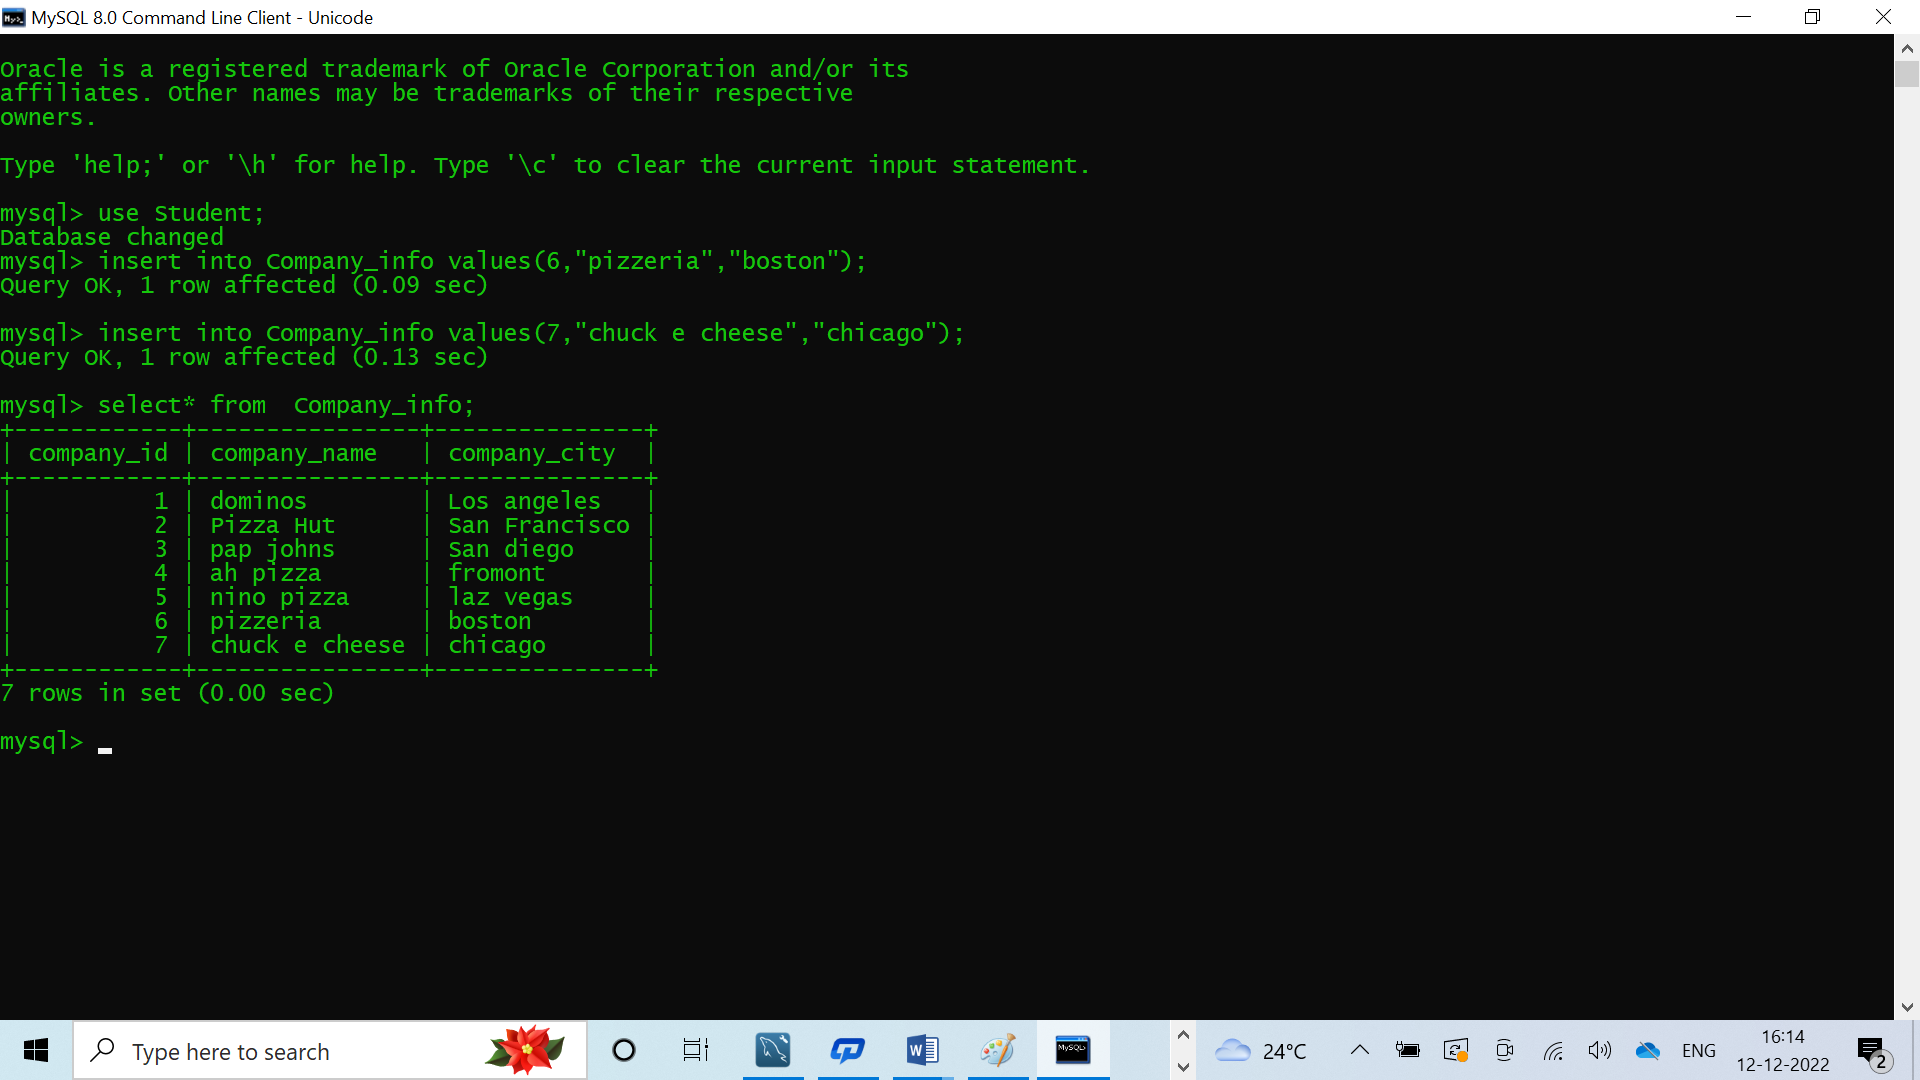 MySQL 8.0 Command Line Client - Unicode
Oracle is a registered trademark of Oracle Corporation and/or its
affiliates. Other names may be trademarks of their respective
owners.
Type 'help;' or '\h' for help. Type '\c' to clear the current input statement.
mysql> use Student;
Database changed
mysql> insert into Company_info values(6,"pizzeria","boston");
Query OK, 1 row affected (0.09 sec)
mysql> insert into Company_info values(7,"chuck e cheese","chicago");
Query OK, 1 row affected (0.13 sec)
mysql> select* from  Company_info;
+------------+----------------+---------------+
| company_id | company_name   | company_city  |
+------------+----------------+---------------+
|          1 | dominos        | Los angeles   |
|          2 | Pizza Hut      | San Francisco |
|          3 | pap johns      | San diego     |
|          4 | ah pizza       | fromont       |
|          5 | nino pizza     | laz vegas     |
|          6 | pizzeria       | boston        |
|          7 | chuck e cheese | chicago       |
+------------+----------------+---------------+
7 rows in set (0.00 sec)
mysql> _
Type here to search
MySQL>
24°C
ENG
16:14
12-12-2022
2